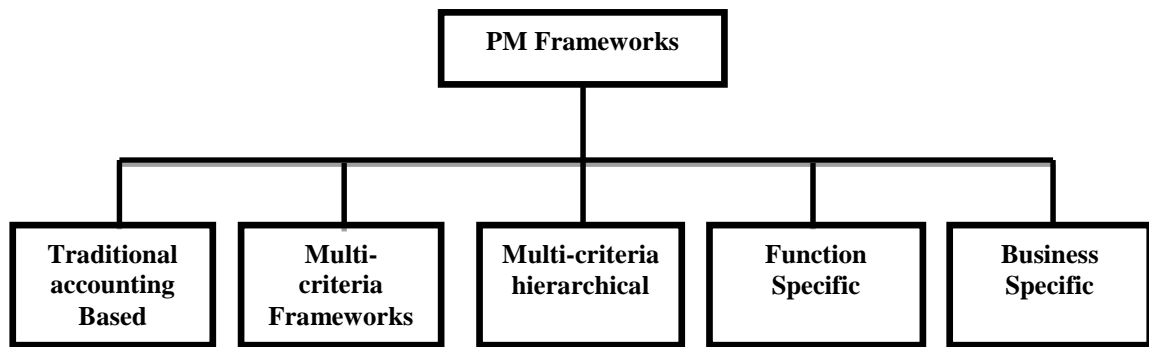 PM Frameworks
Traditional
accounting
Based
Multi-
criteria
Frameworks
Multi-criteria
hierarchical
Function
Specific
Business
Specific